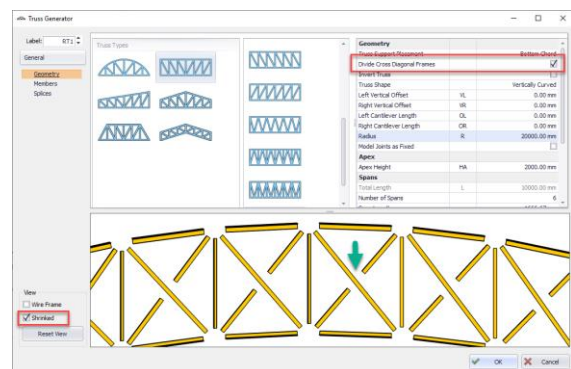 Truss Generator
Label: RT1
General
Geometry
Members
Splices
Truss Types
Geometry
Truss Support Placement Bottom Chord
Divide Cross Diagonal Frames
Invert Truss
Truss Shape Vertically Curved
Left Vertical Offset VL 0.00 mm
Right Vertical Offset VR 0.00 mm
Left Cantilever Length OL 0.00 mm
Right Cantilever Length OR 0.00 mm
Radius R 20000.00 mm
Model Joints as Fixed
Apex
Apex Height HA 2000.00 mm
Spans
Total Length L 10000.00 mm
Number of Spans 6
View
Wire Frame
Shrinked
Reset View
OK
Cancel